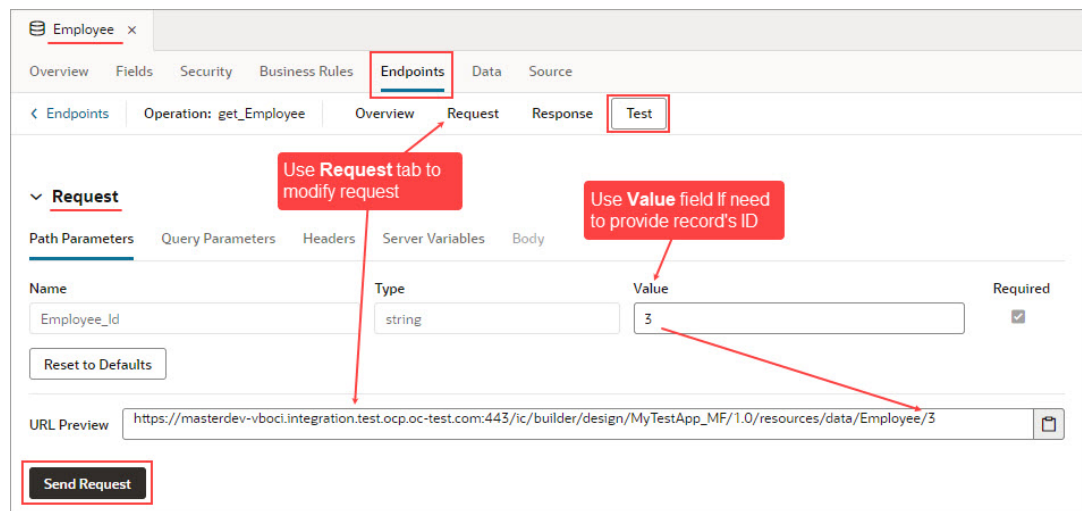 Employee ×
Overview Fields Security Business Rules Endpoints Data Source
< Endpoints Operation: get_Employee Overview Request Response Test
Use Request tab to
modify request
Request
Use Value field If need
to provide record's ID
Path Parameters Query Parameters Headers Server Variables Body
Name Type Value Required
Employee_Id string 3
Reset to Defaults
URL Preview https://masterdev-vboci.integration.test.ocp.oc-test.com:443/ic/builder/design/MyTestApp_MF/1.0/resources/data/Employee/3
Send Request